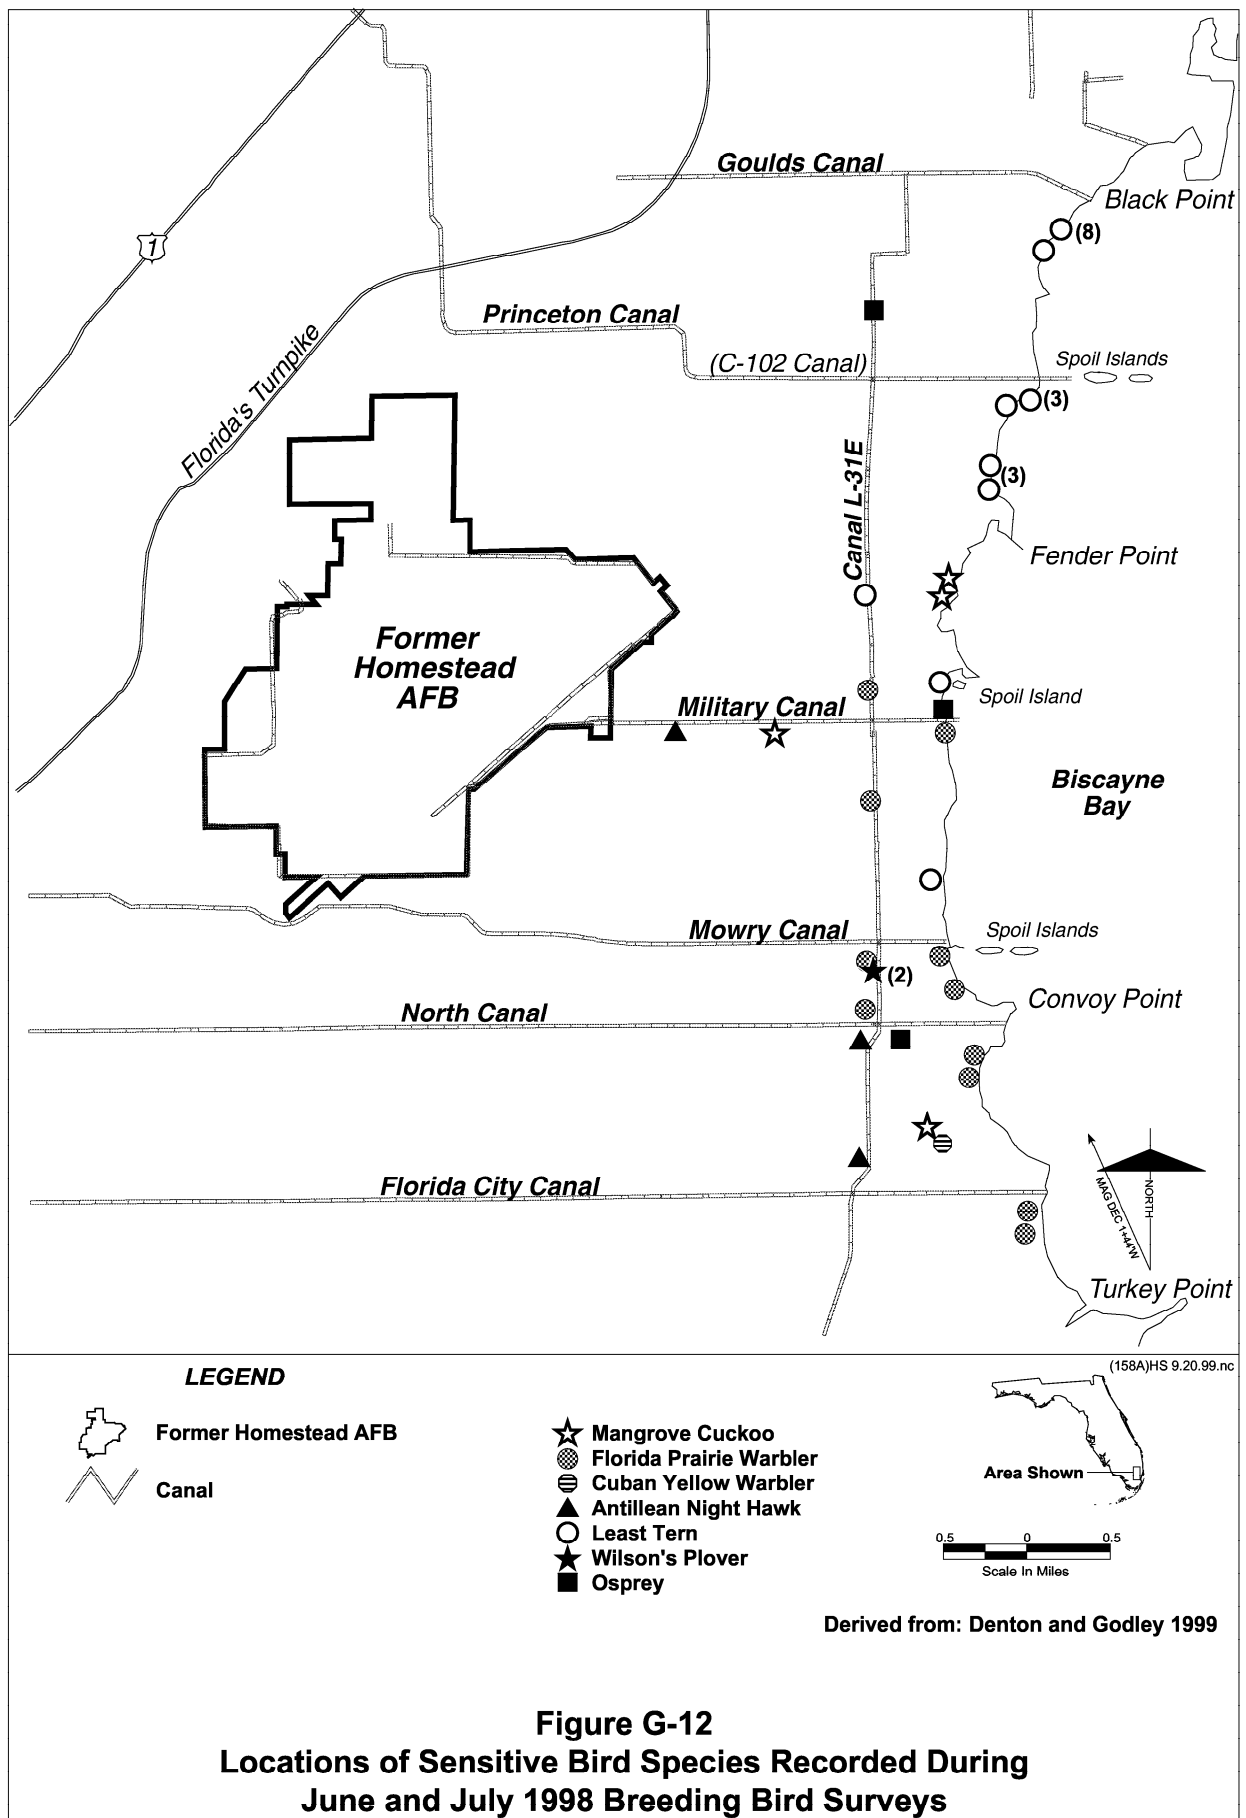 Goulds Canal
Black Point
(8)
1
Princeton Canal
Florida's Turnpike
(C-102 Canal)
Spoil Islands
(3)
Canal L-31E
(3)
Fender Point
Former
Homestead
AFB
Spoil Island
Military Canal
Biscayne
Bay
Mowry Canal
Spoil Islands
(2)
Convoy Point
North Canal
Florida City Canal
MAG DEC 1+44'W
NORTH
Turkey Point
(158A)HS 9.20.99.nc
LEGEND
Former Homestead AFB
Canal
Mangrove Cuckoo
Florida Prairie Warbler
Cuban Yellow Warbler
Antillean Night Hawk
Least Tern
Wilson's Plover
Osprey
Area Shown
0.5 0 0.5
Scale In Miles
Derived from: Denton and Godley 1999
Figure G-12
Locations of Sensitive Bird Species Recorded During
June and July 1998 Breeding Bird Surveys